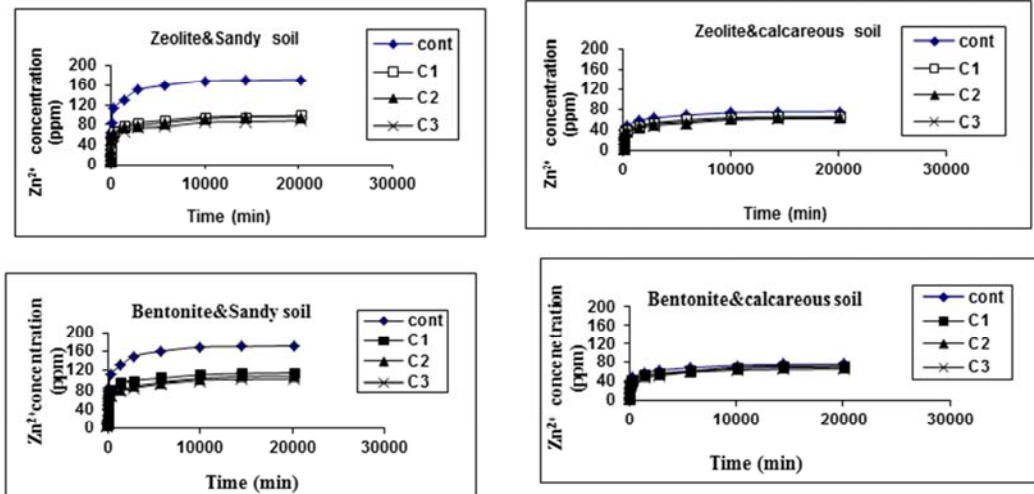 Zeolite&Sandy soil
Zn²⁺ concentration
(ppm)
200
160
120
80
40
0
0 10000 20000 30000
Time (min)
cont
C1
C2
C3
Zeolite&calcareous soil
Zn²⁺ concentration
(ppm)
200
160
120
80
40
0
0 10000 20000 30000
Time (min)
cont
C1
C2
C3
Bentonite&Sandy soil
Zn²⁺concentration
(ppm)
200
160
120
80
40
0
0 10000 20000 30000
Time (min)
cont
C1
C2
C3
Bentonite&calcareous soil
Zn²⁺ concenetration
(ppm)
200
160
120
80
40
0
0 10000 20000 30000
Time (min)
cont
C1
C2
C3